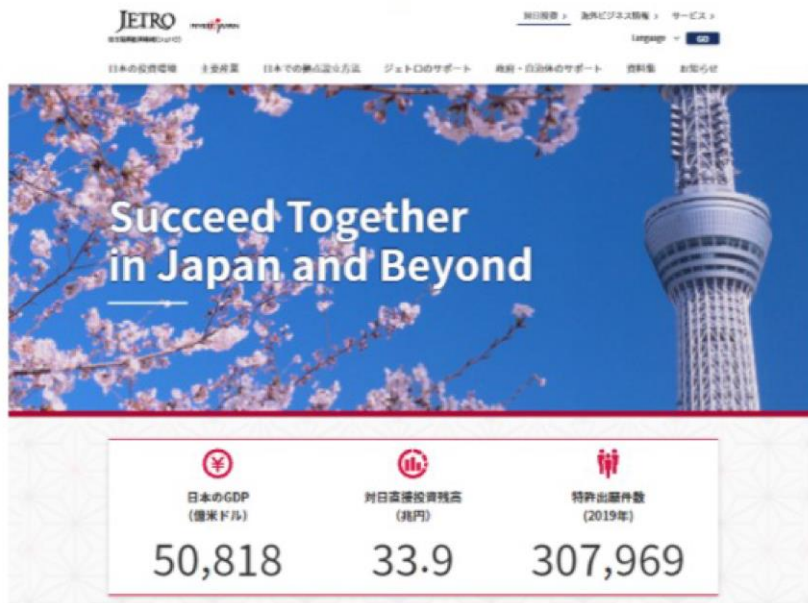 JETRO
対日投資 >
海外ビジネス情報 >
サービス >
Language
GO
日本の投資環境
主要産業
日本での拠点設立方法
ジェトロのサポート
政府・自治体のサポート
資料集
お知らせ
Succeed Together
in Japan and Beyond
日本のGDP
(億米ドル)
50,818
対日直接投資残高
(兆円)
33.9
特許出願件数
(2019年)
307,969